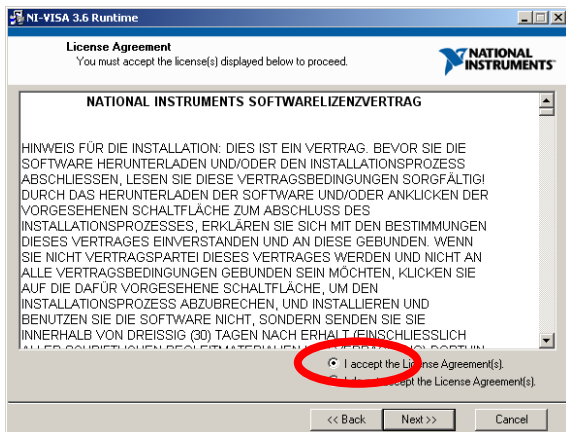 NI-VISA 3.6 Runtime
License Agreement
You must accept the license(s) displayed below to proceed.
NATIONAL
INSTRUMENTS
NATIONAL INSTRUMENTS SOFTWARELIZENZVERTRAG
HINWEIS FÜR DIE INSTALLATION: DIES IST EIN VERTRAG. BEVOR SIE DIE
SOFTWARE HERUNTERLADEN UND/ODER DEN INSTALLATIONSPROZESS
ABSCHLIESSEN, LESEN SIE DIESE VERTRAGSBEDINGUNGEN SORGFÄLTIG!
DURCH DAS HERUNTERLADEN DER SOFTWARE UND/ODER ANKLICKEN DER
VORGESEHENEN SCHALTFLÄCHE ZUM ABSCHLUSS DES
INSTALLATIONSPROZESSES, ERKLÄREN SIE SICH MIT DEN BESTIMMUNGEN
DIESES VERTRAGES EINVERSTANDEN UND AN DIESE GEBUNDEN. WENN
SIE NICHT VERTRAGSPARTEI DIESES VERTRAGES WERDEN UND NICHT AN
ALLE VERTRAGSBEDINGUNGEN GEBUNDEN SEIN MÖCHTEN, KLICKEN SIE
AUF DIE DAFÜR VORGESEHENE SCHALTFLÄCHE, UM DEN
INSTALLATIONSPROZESS ABZUBRECHEN, UND INSTALLIEREN UND
BENUTZEN SIE DIE SOFTWARE NICHT, SONDERN SENDEN SIE SIE
INNERHALB VON DREISSIG (30) TAGEN NACH ERHALT (EINSCHLIESSLICH
I accept the License Agreement(s).
accept the License Agreement(s).
<< Back
Next >>
Cancel